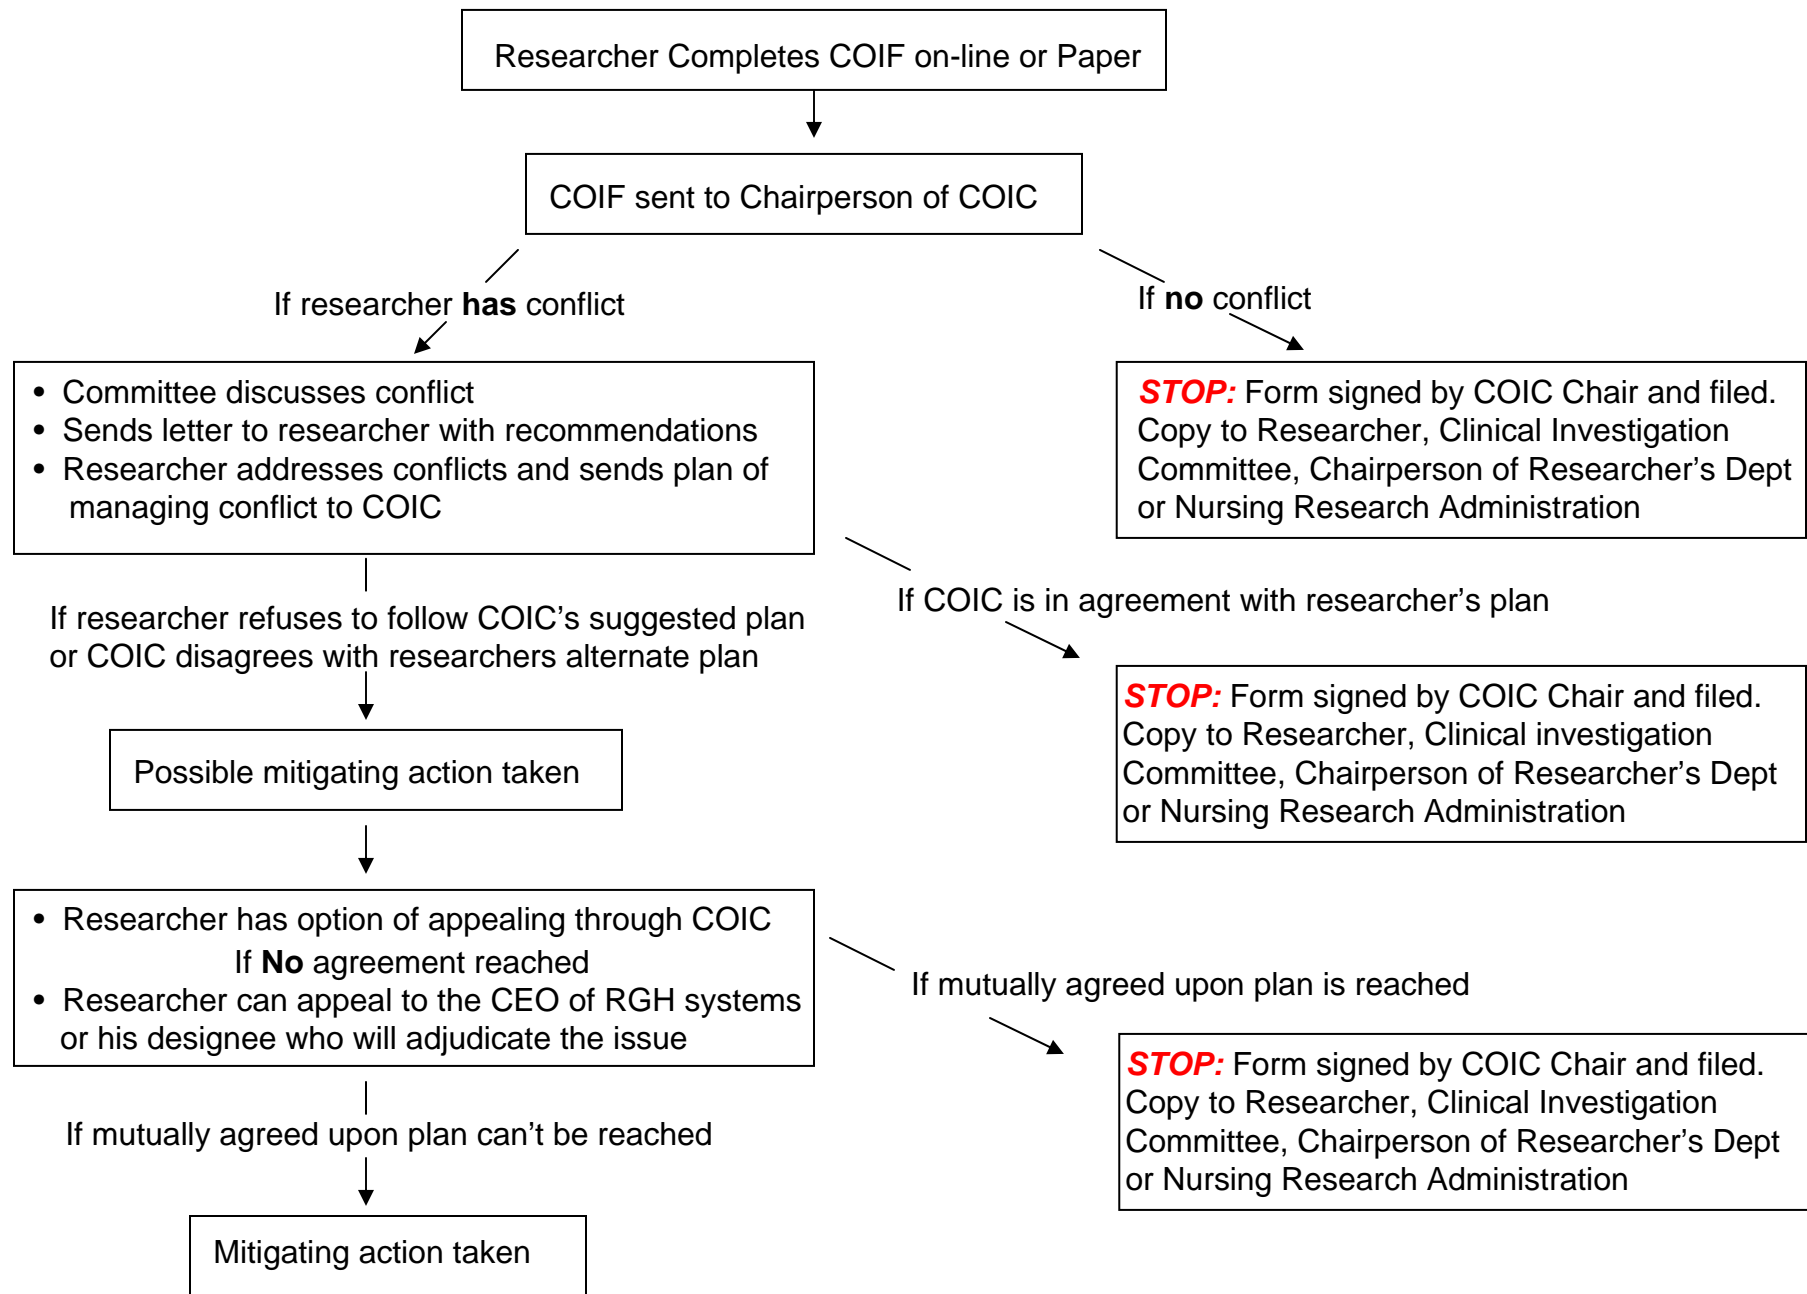 Researcher Completes COIF on-line or Paper
COIF sent to Chairperson of COIC
If researcher has conflict
If no conflict
• Committee discusses conflict
• Sends letter to researcher with recommendations
• Researcher addresses conflicts and sends plan of
managing conflict to COIC
STOP: Form signed by COIC Chair and filed.
Copy to Researcher, Clinical Investigation
Committee, Chairperson of Researcher’s Dept
or Nursing Research Administration
If researcher refuses to follow COIC’s suggested plan
or COIC disagrees with researchers alternate plan
If COIC is in agreement with researcher’s plan
STOP: Form signed by COIC Chair and filed.
Copy to Researcher, Clinical investigation
Committee, Chairperson of Researcher’s Dept
or Nursing Research Administration
Possible mitigating action taken
• Researcher has option of appealing through COIC
If No agreement reached
• Researcher can appeal to the CEO of RGH systems
or his designee who will adjudicate the issue
If mutually agreed upon plan is reached
STOP: Form signed by COIC Chair and filed.
Copy to Researcher, Clinical Investigation
Committee, Chairperson of Researcher’s Dept
or Nursing Research Administration
If mutually agreed upon plan can’t be reached
Mitigating action taken